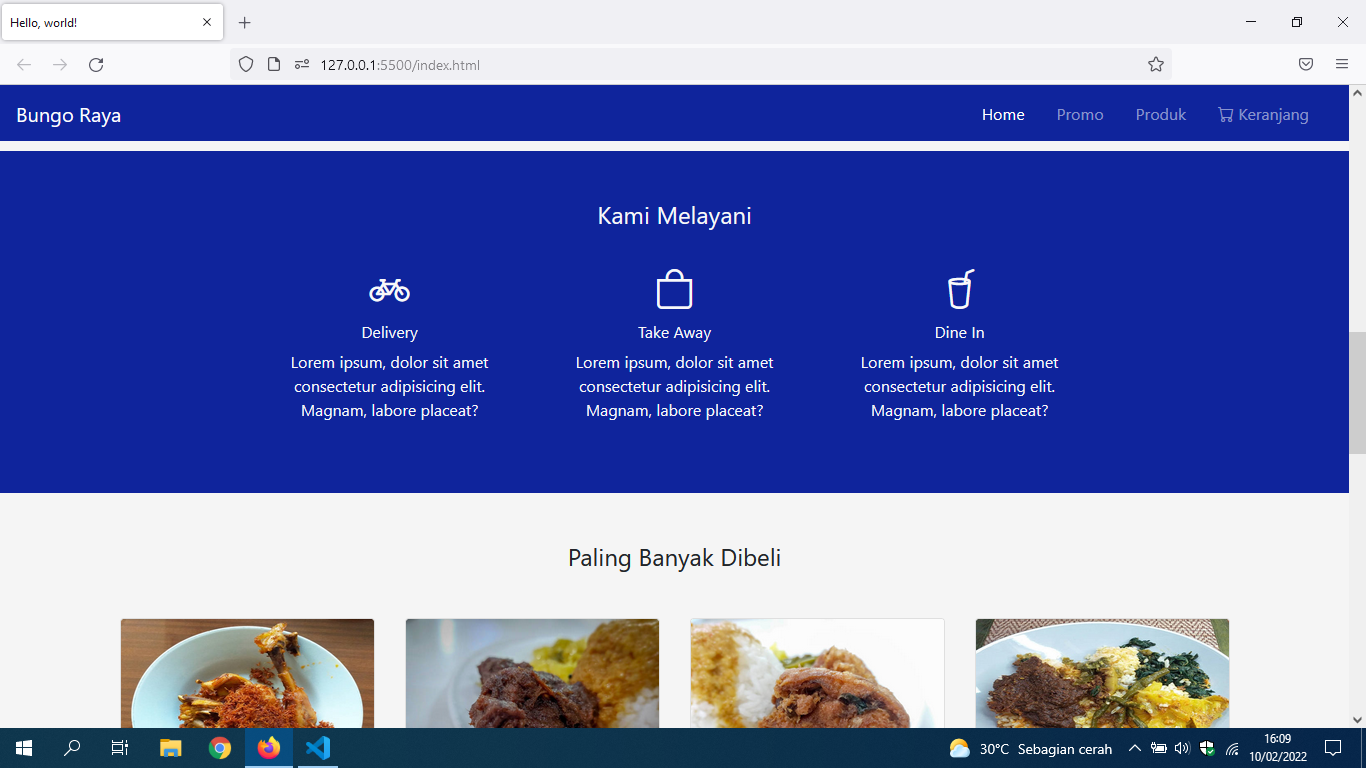 Hello, world!
127.0.0.1:5500/index.html
Bungo Raya
Home Promo Produk Keranjang
Kami Melayani
Delivery Take Away Dine In
Lorem ipsum, dolor sit amet Lorem ipsum, dolor sit amet Lorem ipsum, dolor sit amet
consectetur adipisicing elit. consectetur adipisicing elit. consectetur adipisicing elit.
Magnam, labore placeat? Magnam, labore placeat? Magnam, labore placeat?
Paling Banyak Dibeli
30°C Sebagian cerah
16:09
10/02/2022